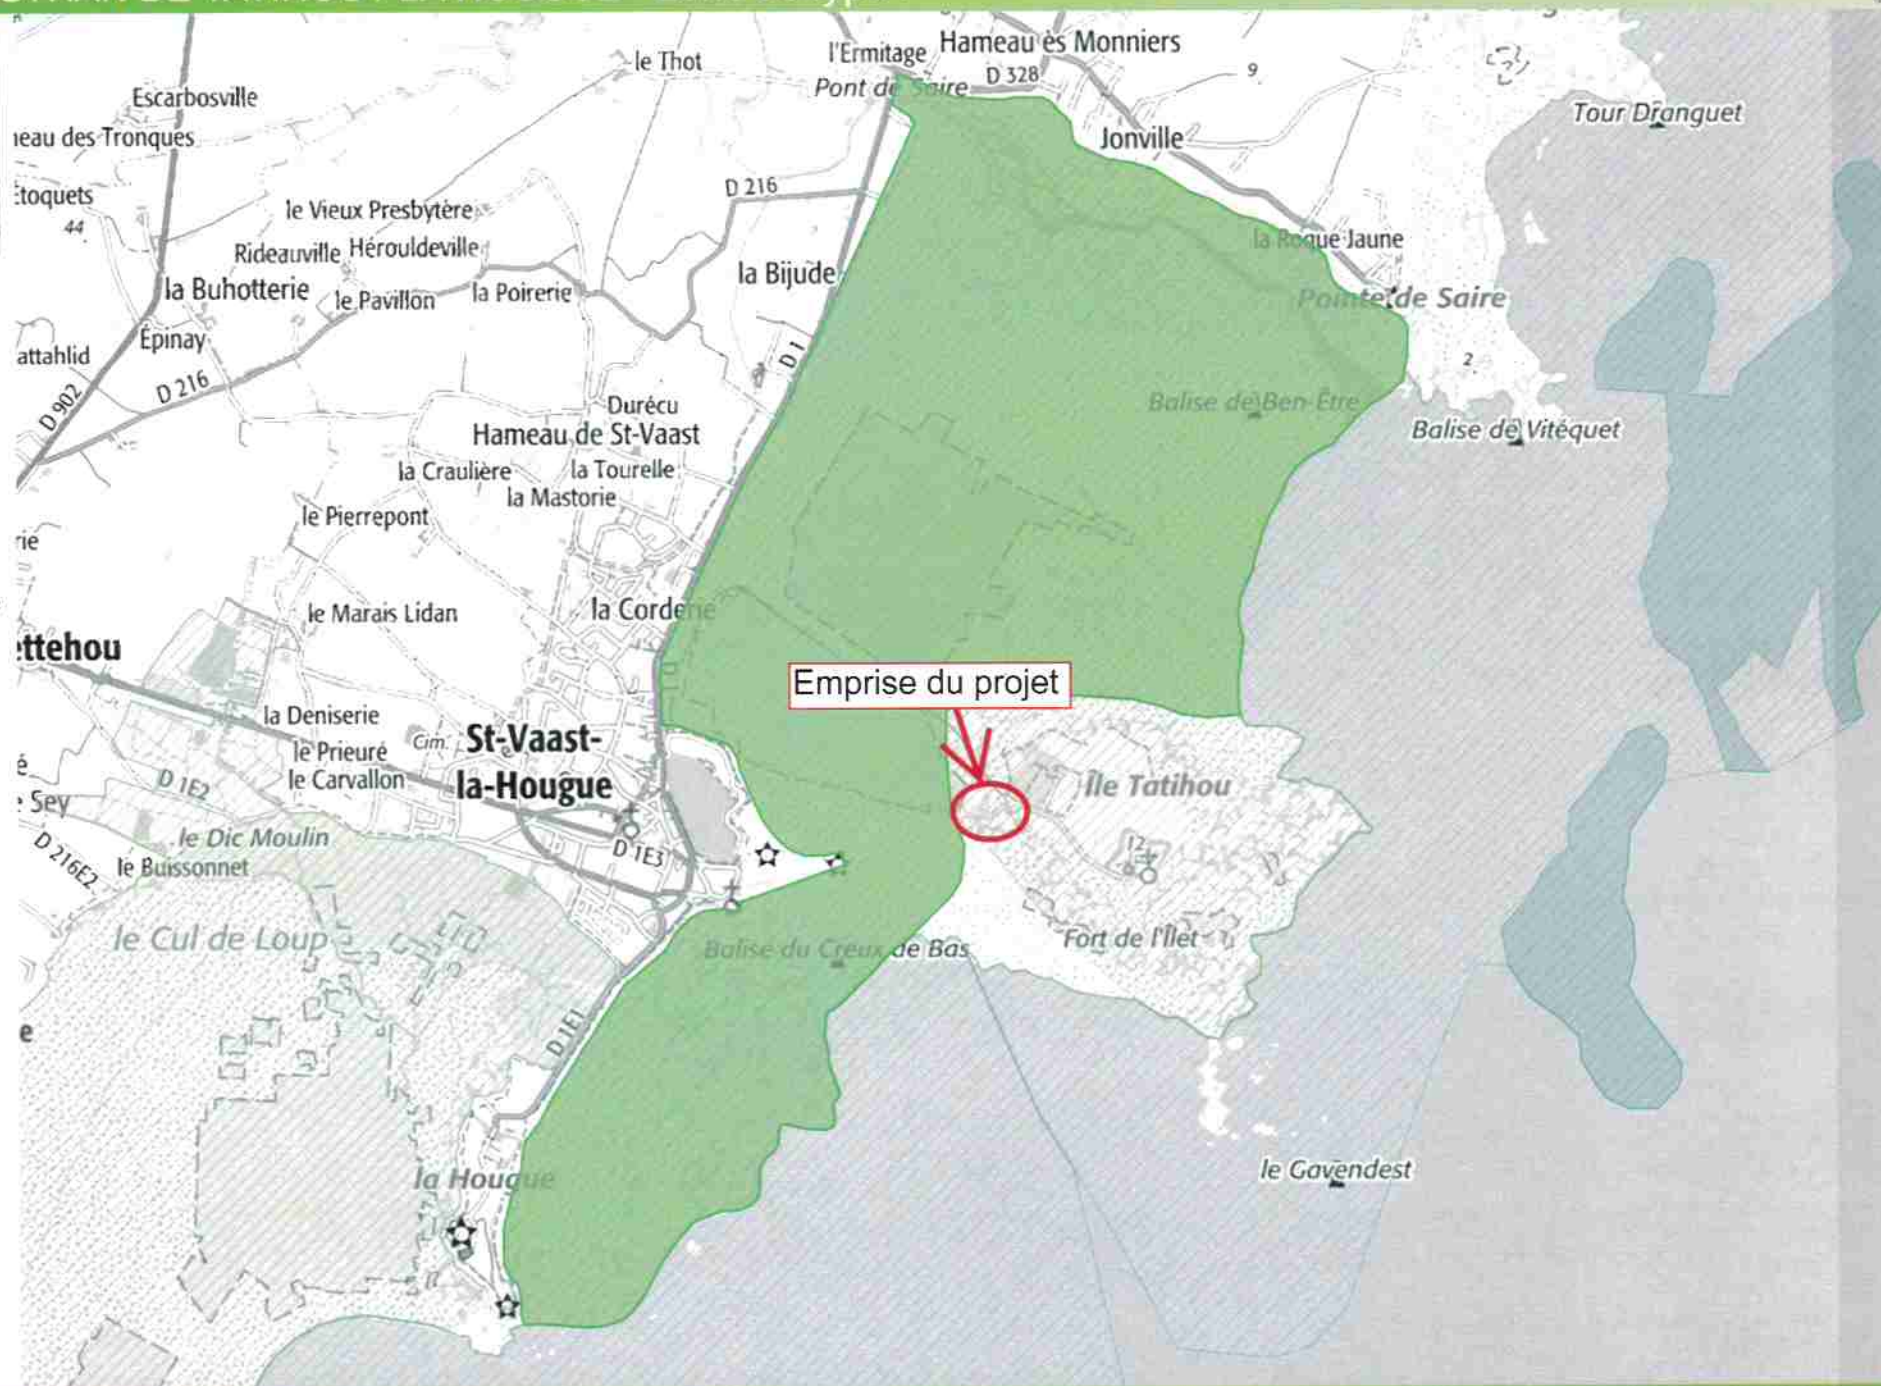 le Thot
l'Ermitage
Hameau ès Monniers
Pont de Saire
D 328
9
Escarbosville
Tour Dranguet
eau des Tronques
Jonville
toquets
44
le Vieux Presbytère
D 216
Rideauville
Hérouldeville
la Roque Jaune
la Bijude
la Buhotterie
le Pavillon
la Poirerie
Pointe de Saire
Épinay
attahlid
D 1
2
D 216
D 902
Durécu
Balise de Ben-Être
Hameau de St-Vaast
Balise de Vitéquet
la Craulière
la Tourelle
la Mastorie
le Pierrepont
rie
le Marais Lidan
la Corderie
ettehou
Emprise du projet
la Deniserie
Cim.
St-Vaast-
la-Hougue
le Prieuré
le Carvallon
é
Sey
D 1E2
Île Tatihou
le Dic Moulin
D 1E3
12
D 216E2
le Buissonnet
le Cul de Loup
Balise du Creux de Bas
Fort de l'Îlet
e
D 1E1
la Hougue
le Gavendest